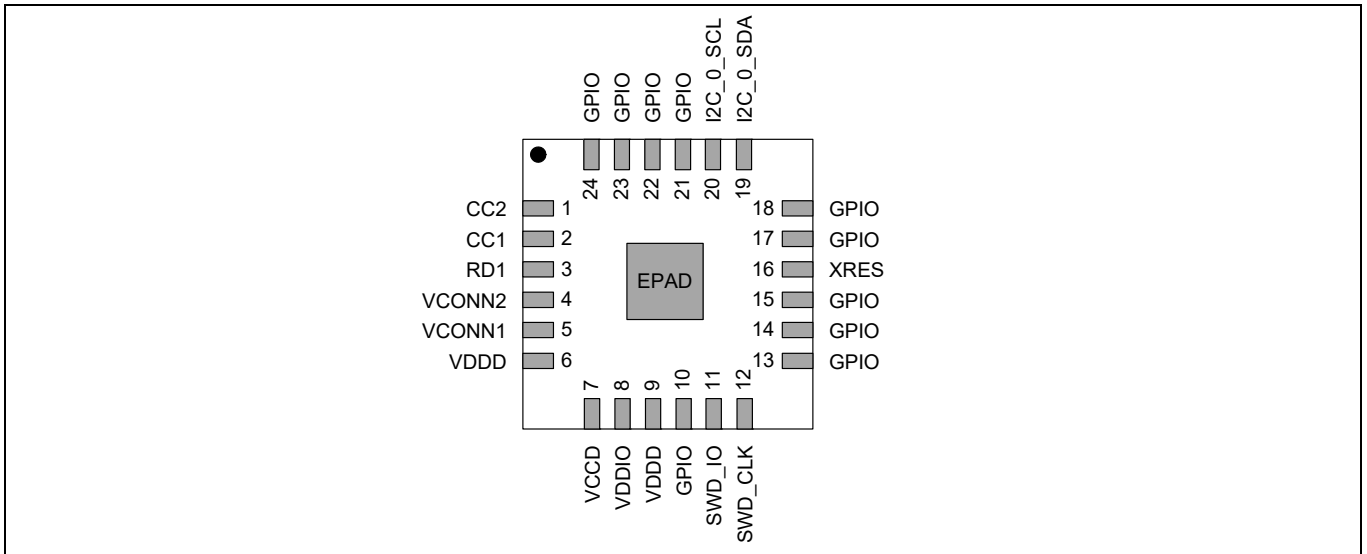 GPIO
GPIO
GPIO
GPIO
I2C_0_SCL
I2C_0_SDA
24
23
22
21
20
19
CC2 1
CC1 2
RD1 3
VCONN2 4
VCONN1 5
VDDD 6
EPAD
18 GPIO
17 GPIO
16 XRES
15 GPIO
14 GPIO
13 GPIO
7
8
9
10
11
12
VCCD
VDDIO
VDDD
GPIO
SWD_IO
SWD_CLK